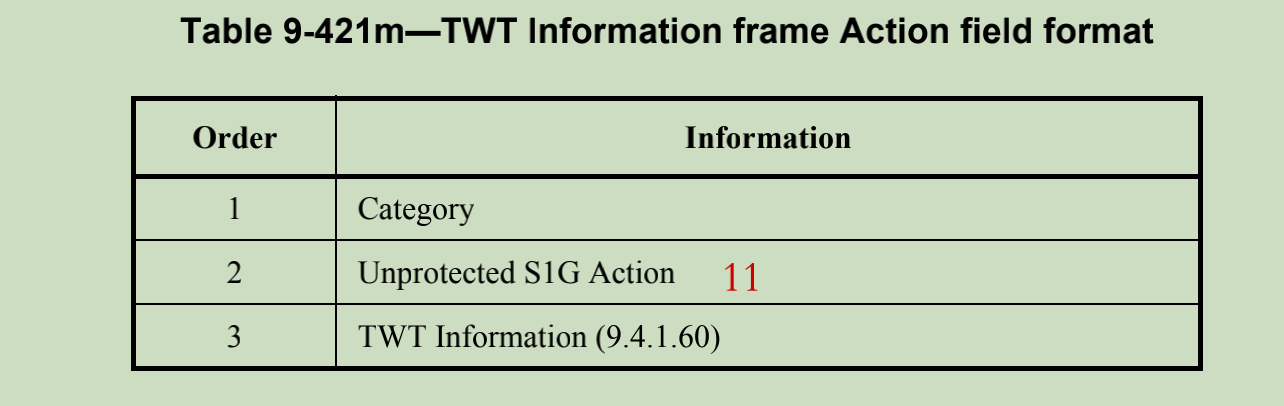 Table 9-421m—TWT Information frame Action field format
Order Information
1 Category
2 Unprotected S1G Action 11
3 TWT Information (9.4.1.60)